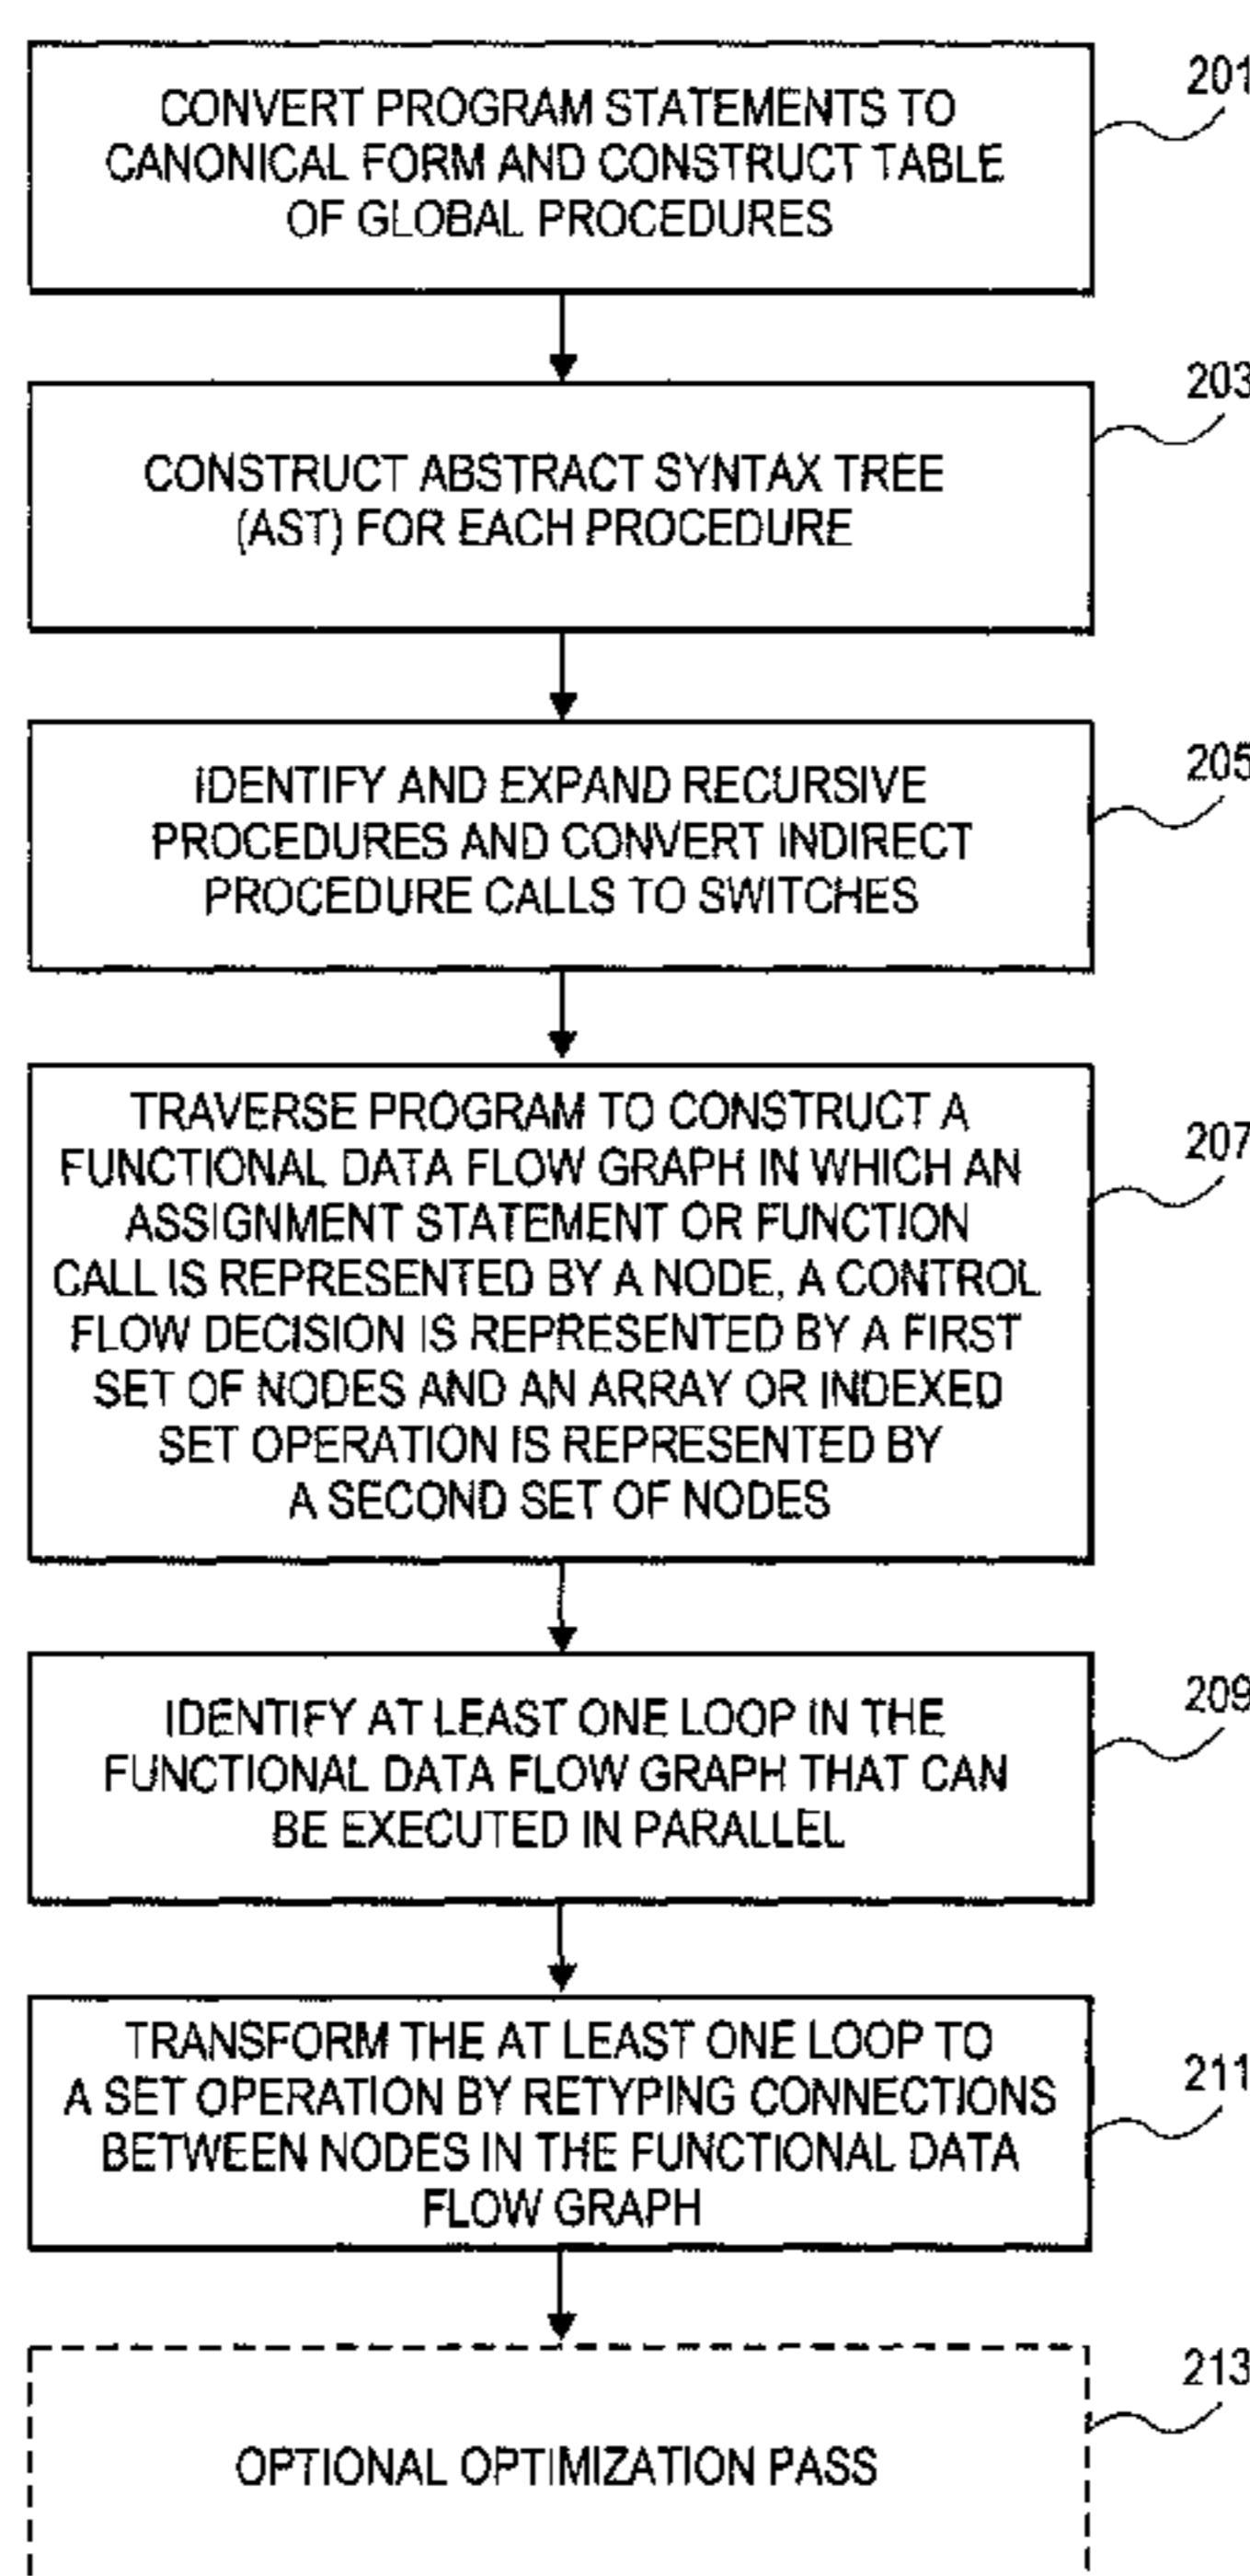 CONVERT PROGRAM STATEMENTS TO
CANONICAL FORM AND CONSTRUCT TABLE
OF GLOBAL PROCEDURES
201
CONSTRUCT ABSTRACT SYNTAX TREE
(AST) FOR EACH PROCEDURE
203
IDENTIFY AND EXPAND RECURSIVE
PROCEDURES AND CONVERT INDIRECT
PROCEDURE CALLS TO SWITCHES
205
TRAVERSE PROGRAM TO CONSTRUCT A
FUNCTIONAL DATA FLOW GRAPH IN WHICH AN
ASSIGNMENT STATEMENT OR FUNCTION
CALL IS REPRESENTED BY A NODE, A CONTROL
FLOW DECISION IS REPRESENTED BY A FIRST
SET OF NODES AND AN ARRAY OR INDEXED
SET OPERATION IS REPRESENTED BY
A SECOND SET OF NODES
207
IDENTIFY AT LEAST ONE LOOP IN THE
FUNCTIONAL DATA FLOW GRAPH THAT CAN
BE EXECUTED IN PARALLEL
209
TRANSFORM THE AT LEAST ONE LOOP TO
A SET OPERATION BY RETYPING CONNECTIONS
BETWEEN NODES IN THE FUNCTIONAL DATA
FLOW GRAPH
211
OPTIONAL OPTIMIZATION PASS
213